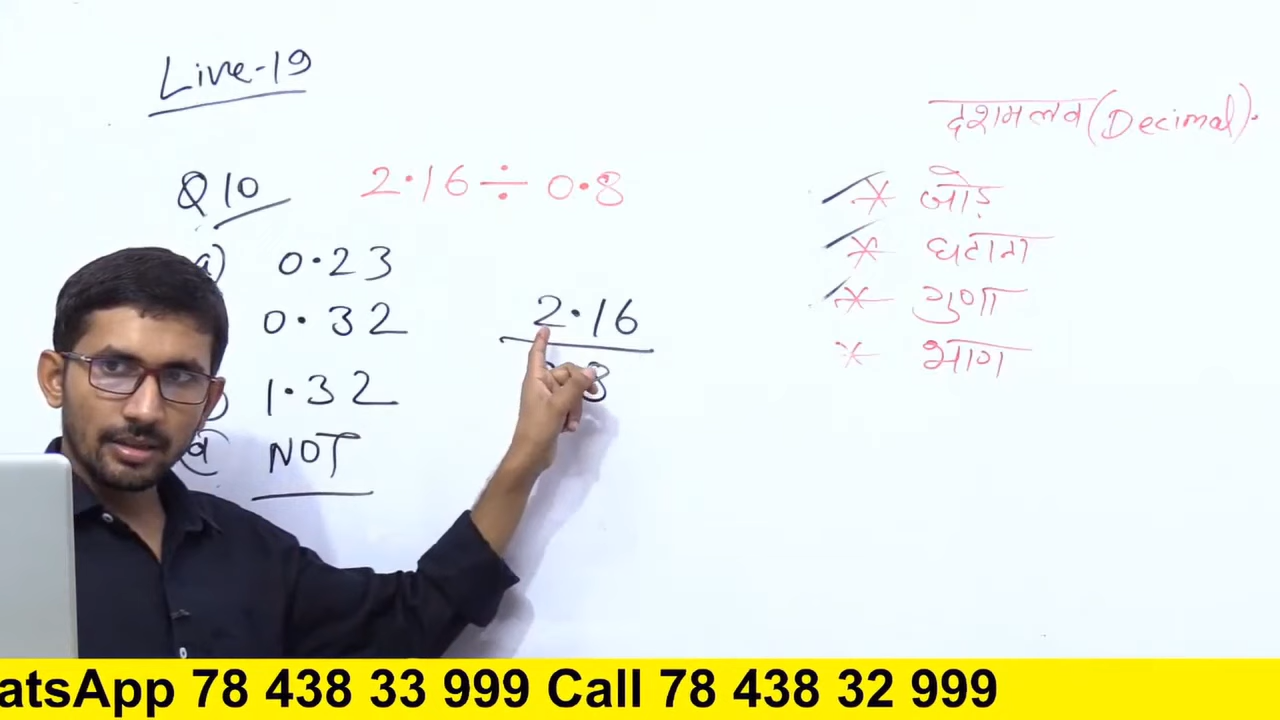 Live-19
दशमलव (Decimal).
Q10 2.16 ÷ 0.8
* जोड़
* घटाना
* गुणा
* भाग
a) 0.23
0.32
1.32
d NOT
2.16
8
atsApp 78 438 33 999 Call 78 438 32 999